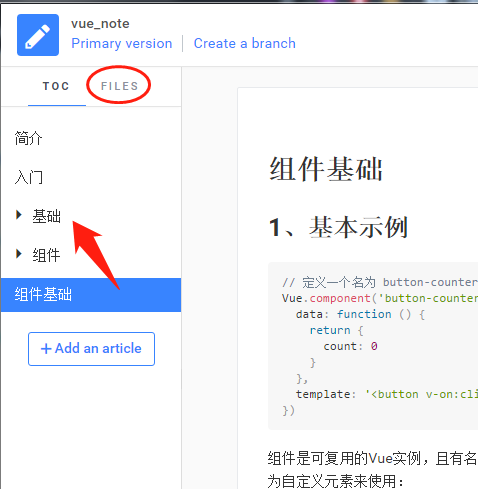 vue_note
Primary version | Create a branch
TOC FILES
简介
入门
基础
组件
组件基础
+ Add an article
组件基础
1、基本示例
// 定义一个名为 button-counter
Vue.component('button-counter
data: function () {
return {
count: 0
}
},
template: '<button v-on:cli
})
组件是可复用的Vue实例，且有名
为自定义元素来使用：